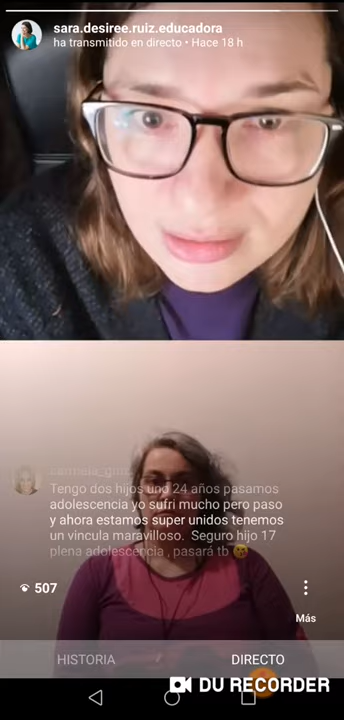 sara.desiree.ruiz.educadora
ha transmitido en directo • Hace 18 h
Tengo dos hijos uno 24 años pasamos
adolescencia yo sufri mucho pero paso
y ahora estamos super unidos tenemos
un vincula maravilloso. Seguro hijo 17
plena adolescencia , pasará tb
507
Más
HISTORIA
DIRECTO
DU RECORDER